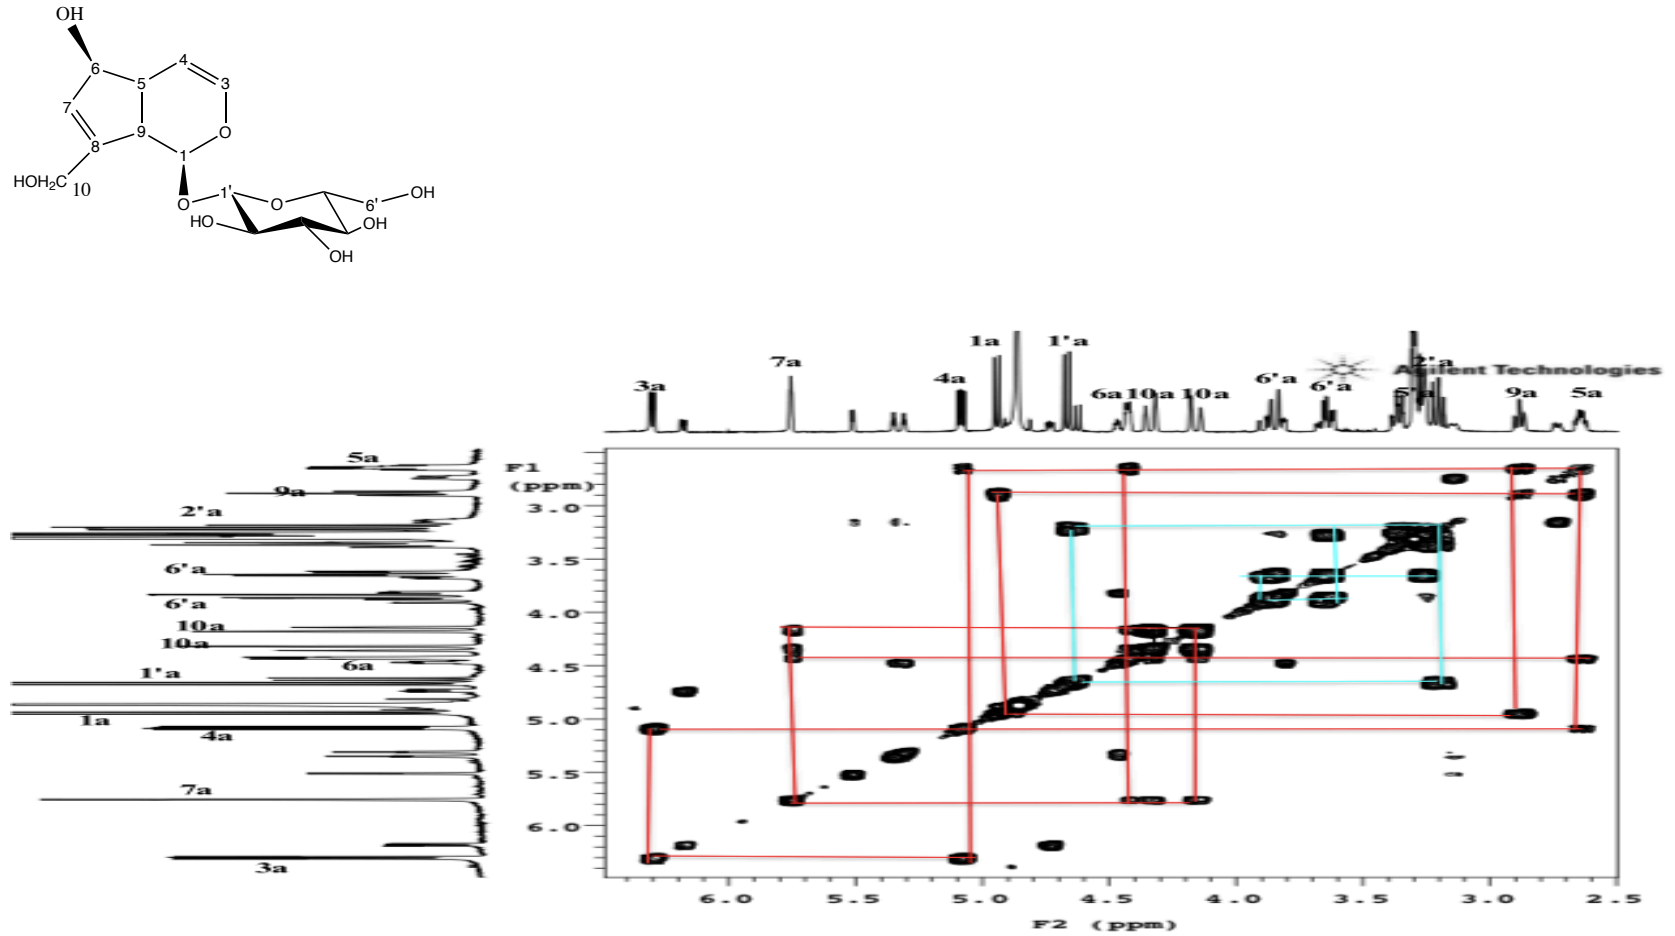 OH
6
4
5
3
7
9
O
8
1
HOH₂C 10
O
1'
O
6'
OH
HO
OH
OH
1a
1'a
7a
2'a
Agilent Technologies
3a
4a
6a 10a 10a
6'a
6'a
5'a
9a
5a
5a
9a
2'a
6'a
6'a
10a
10a
6a
1'a
1a
4a
7a
3a
F1
(ppm)
3.0
3.5
4.0
4.5
5.0
5.5
6.0
6.0 5.5 5.0 4.5 4.0 3.5 3.0 2.5
F2 (ppm)